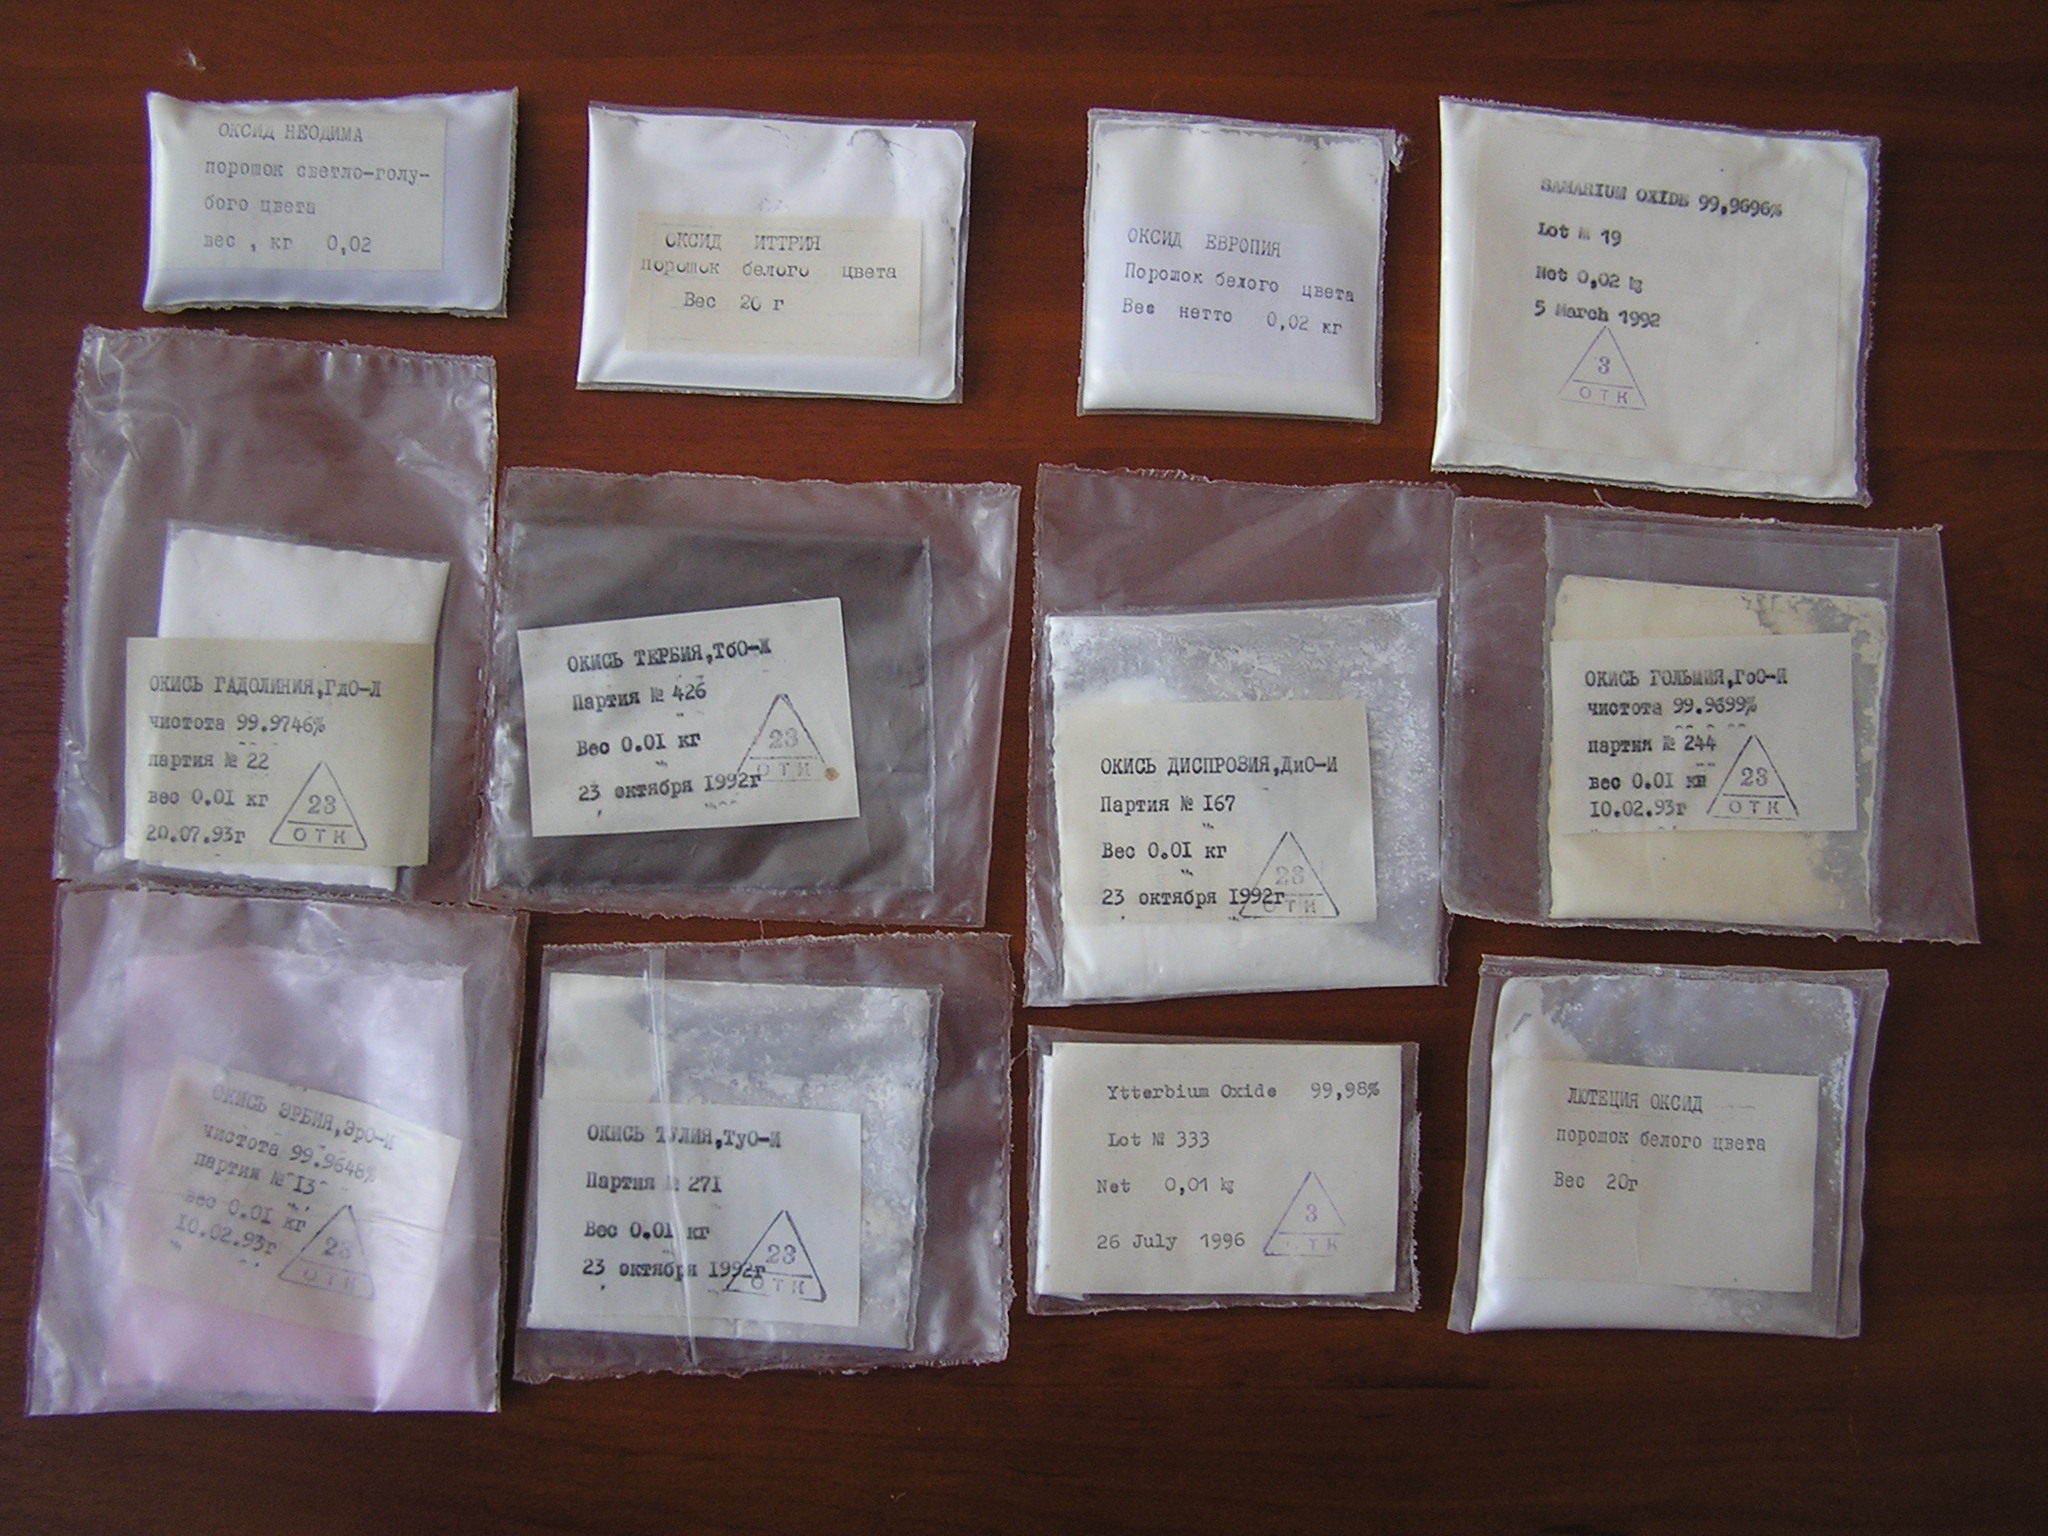 ОКСИД НЕОДИМА
порошок светло-голу-
бого цвета
вес , кг 0,02
ОКСИД ИТТРИЯ
порошок белого цвета
Вес 20 г
ОКСИД ЕВРОПИЯ
Порошок белого цвета
Вес нетто 0,02 кг
SAMARIUM OXIDE 99,9696%
Lot № 19
Net 0,02 kg
5 March 1992
3
ОТК
ОКИСЬ ГАДОЛИНИЯ,ГдО-Л
чистота 99.9746%
партия № 22
вес 0.01 кг
20.07.93г
23
ОТК
ОКИСЬ ТЕРБИЯ,ТбО-Ж
Партия № 426
Вес 0.01 кг
23 октября 1992г
23
ОТК
ОКИСЬ ДИСПРОЗИЯ,ДиО-И
Партия № 167
Вес 0.01 кг
23 октября 1992г
23
ОТК
ОКИСЬ ГОЛЬМИЯ,ГоО-И
чистота 99.9699%
партия № 244
вес 0.01 кг
10.02.93г
23
ОТК
ОКИСЬ ЭРБИЯ,ЭрО-И
чистота 99.9648%
партия № 13
вес 0.01 кг
10.02.93г
23
ОТК
ОКИСЬ ТУЛИЯ,ТуО-И
Партия № 271
Вес 0.01 кг
23 октября 1992г
23
ОТК
Ytterbium Oxide 99,98%
Lot № 333
Net 0,01 kg
26 July 1996
3
ОТК
ЛЮТЕЦИЯ ОКСИД
порошок белого цвета
Вес 20г